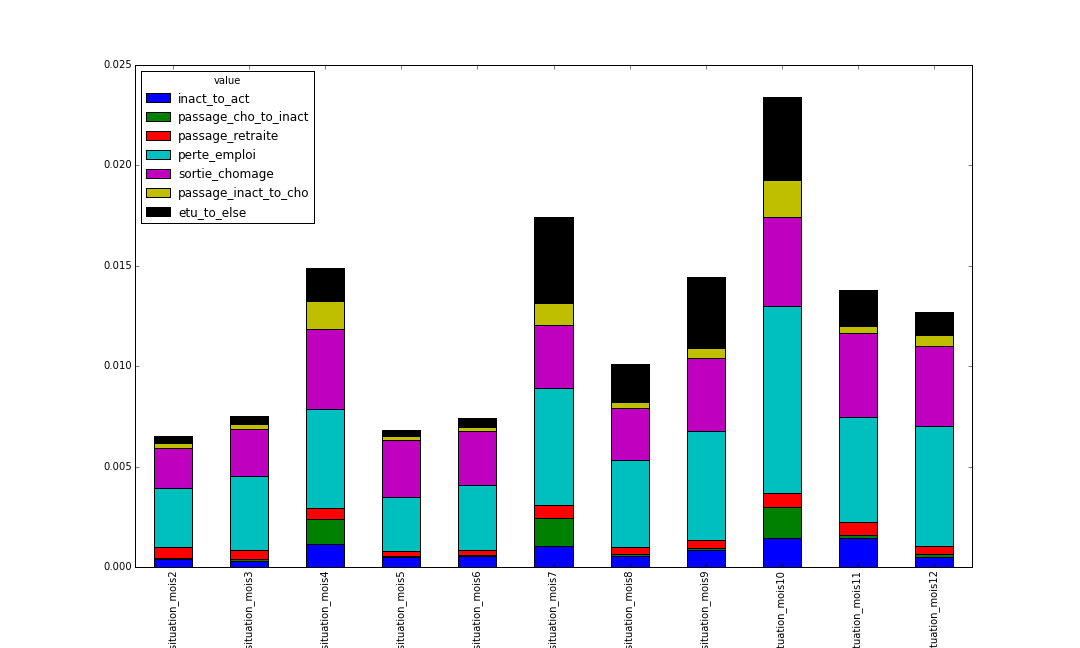 0.025
0.020
0.015
0.010
0.005
0.000
value
inact_to_act
passage_cho_to_inact
passage_retraite
perte_emploi
sortie_chomage
passage_inact_to_cho
etu_to_else
situation_mois2
situation_mois3
situation_mois4
situation_mois5
situation_mois6
situation_mois7
situation_mois8
situation_mois9
tuation_mois10
tuation_mois11
tuation_mois12